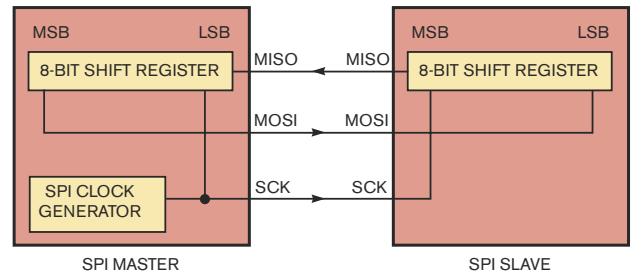 MSB LSB
8-BIT SHIFT REGISTER
MISO MISO
MSB LSB
8-BIT SHIFT REGISTER
MOSI MOSI
SPI CLOCK
GENERATOR
SCK SCK
SPI MASTER
SPI SLAVE